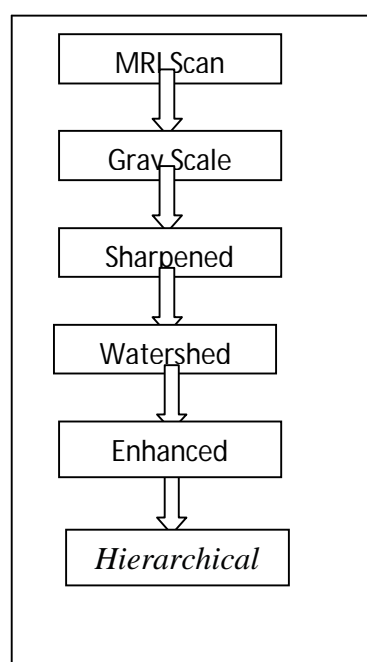 MRI Scan
Gray Scale
Sharpened
Watershed
Enhanced
Hierarchical